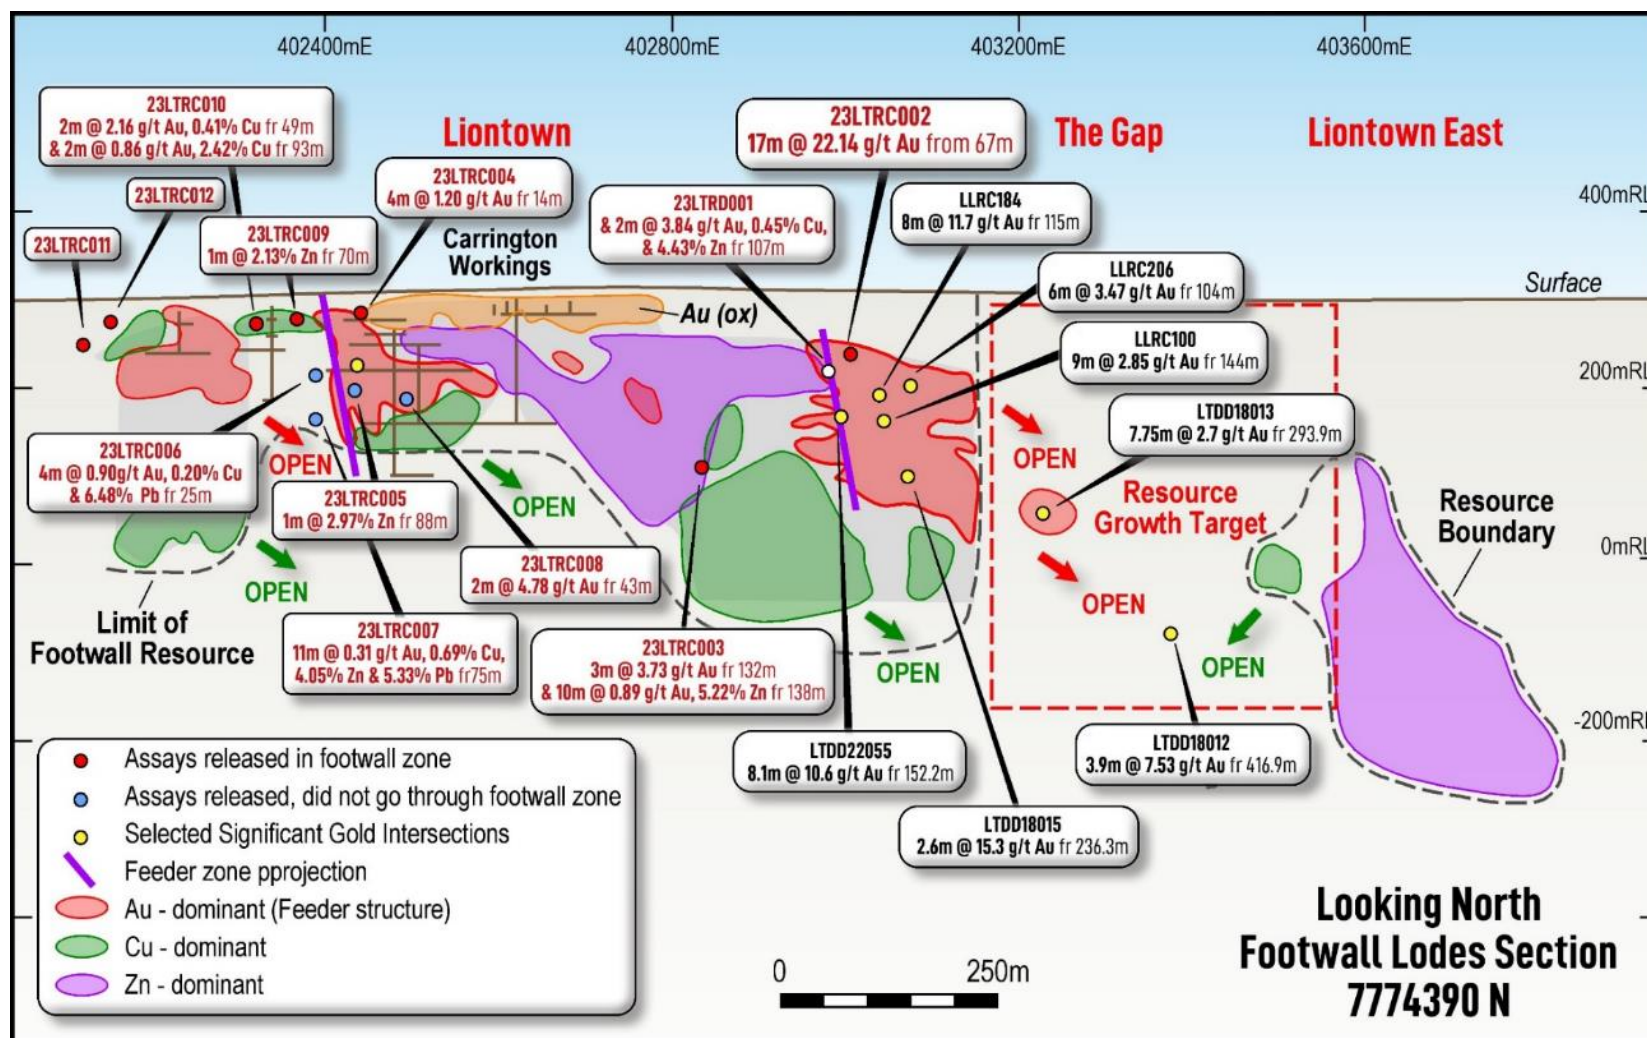 402400mE
402800mE
403200mE
403600mE
23LTRC010
2m @ 2.16 g/t Au, 0.41% Cu fr 49m
& 2m @ 0.86 g/t Au, 2.42% Cu fr 93m
Liontown
23LTRC002
17m @ 22.14 g/t Au from 67m
The Gap
Liontown East
23LTRC012
23LTRC004
4m @ 1.20 g/t Au fr 14m
23LTRD001
& 2m @ 3.84 g/t Au, 0.45% Cu,
& 4.43% Zn fr 107m
LLRC184
8m @ 11.7 g/t Au fr 115m
400mRL
23LTRC011
23LTRC009
1m @ 2.13% Zn fr 70m
Carrington
Workings
LLRC206
6m @ 3.47 g/t Au fr 104m
Surface
Au (ox)
LLRC100
9m @ 2.85 g/t Au fr 144m
200mRL
LTDD18013
7.75m @ 2.7 g/t Au fr 293.9m
23LTRC006
4m @ 0.90g/t Au, 0.20% Cu
& 6.48% Pb fr 25m
OPEN
OPEN
23LTRC005
1m @ 2.97% Zn fr 88m
OPEN
Resource
Growth Target
Resource
Boundary
0mRL
OPEN
23LTRC008
2m @ 4.78 g/t Au fr 43m
OPEN
Limit of
Footwall Resource
23LTRC007
11m @ 0.31 g/t Au, 0.69% Cu,
4.05% Zn & 5.33% Pb fr75m
23LTRC003
3m @ 3.73 g/t Au fr 132m
& 10m @ 0.89 g/t Au, 5.22% Zn fr 138m
OPEN
OPEN
-200mRL
LTDD22055
8.1m @ 10.6 g/t Au fr 152.2m
LTDD18012
3.9m @ 7.53 g/t Au fr 416.9m
LTDD18015
2.6m @ 15.3 g/t Au fr 236.3m
Assays released in footwall zone
Assays released, did not go through footwall zone
Selected Significant Gold Intersections
Feeder zone pprojection
Au - dominant (Feeder structure)
Cu - dominant
Zn - dominant
0
250m
Looking North
Footwall Lodes Section
7774390 N